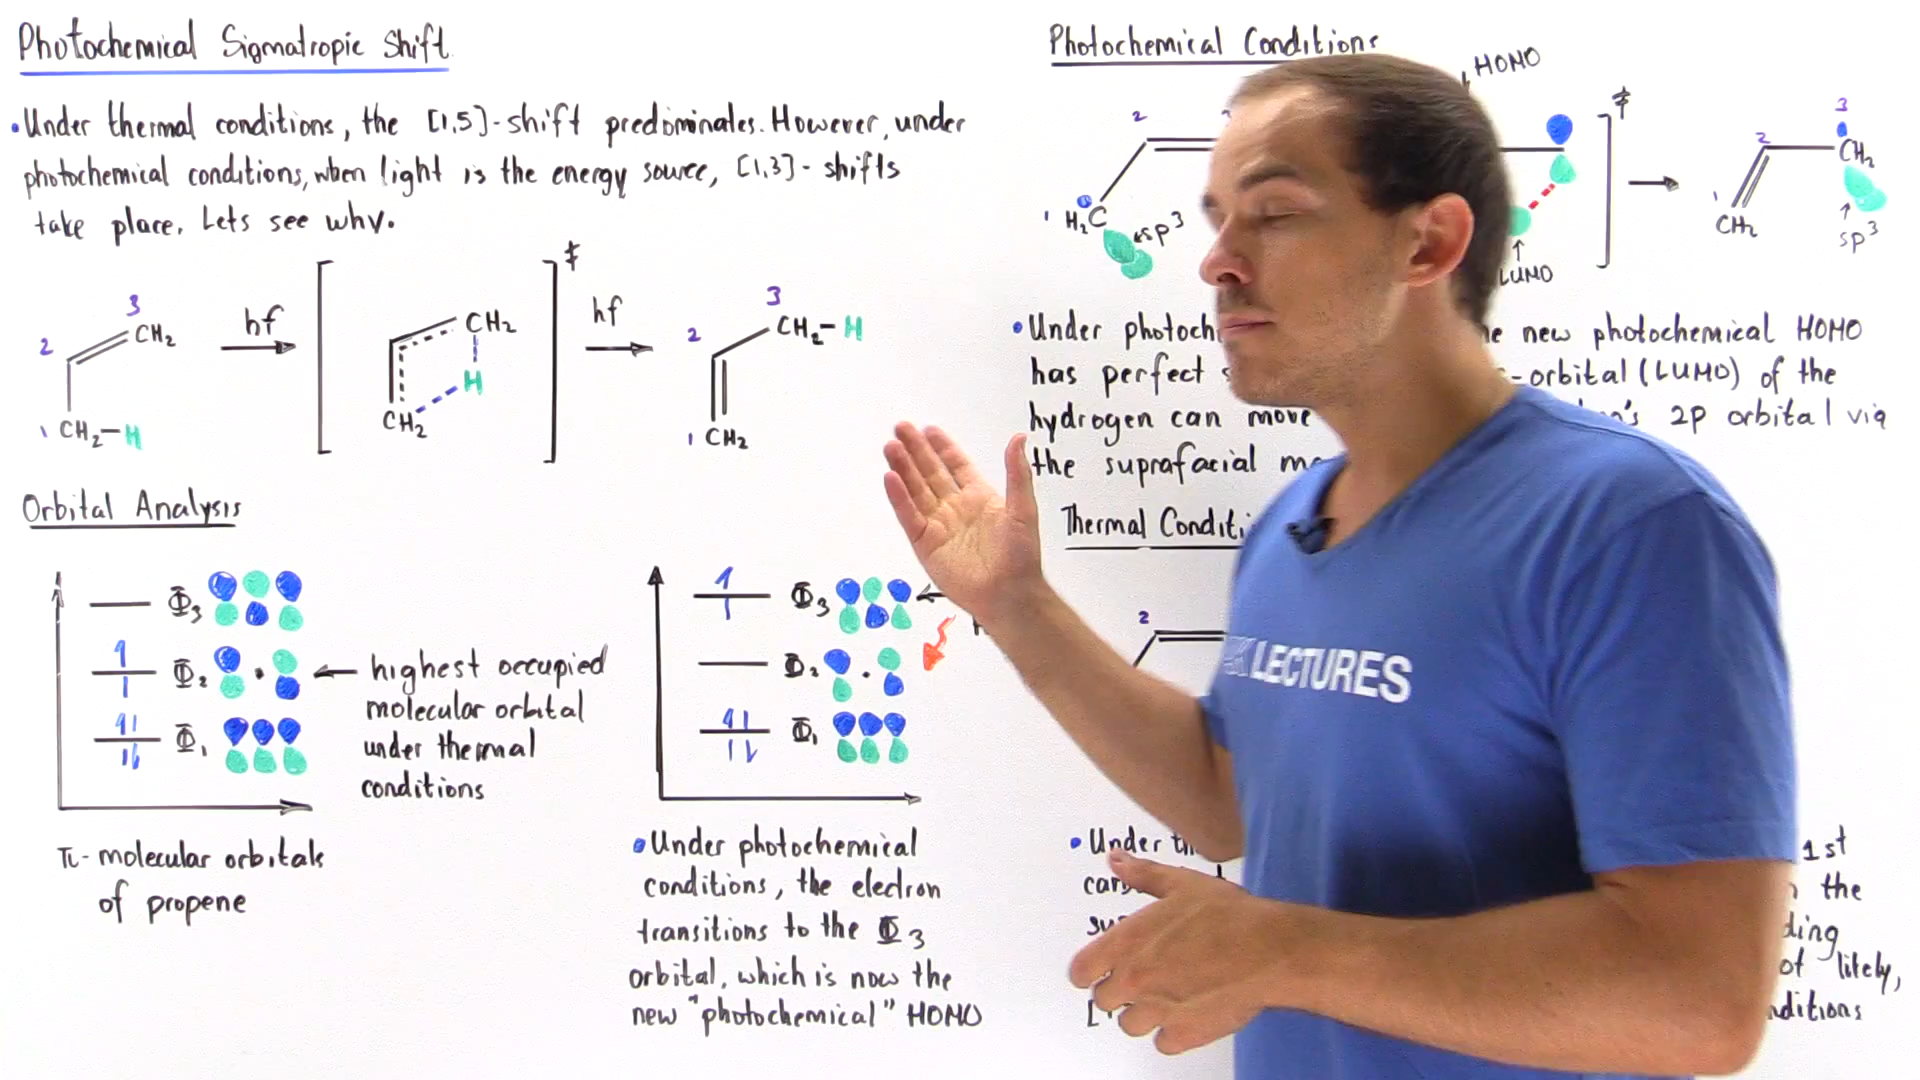 Photochemical Sigmatropic Shift
• Under thermal conditions, the [1,5]-shift predominates. However, under
photochemical conditions, when light is the energy source, [1,3]-shifts
take place. Lets see why.
3
2
CH₂
1 CH₂-H
hf
CH₂
H
CH₂
‡
hf
3
2
CH₂-H
1 CH₂
Orbital Analysis
Φ₃
Φ₂
Φ₁
highest occupied
molecular orbital
under thermal
conditions
π-molecular orbitals
of propene
Φ₃
Φ₂
Φ₁
• Under photochemical
conditions, the electron
transitions to the Φ3
orbital, which is now the
new "photochemical" HOMO
Photochemical Conditions
HOMO
2
1 H₂C
sp³
LUMO
‡
3
2
CH₂
1
CH₂
sp³
• Under new photochemical HOMO
has perfect -orbital (LUMO) of the
hydrogen can move 2p orbital via
the suprafacial
Thermal
2
LECTURES
• Under 1st
the
likely,